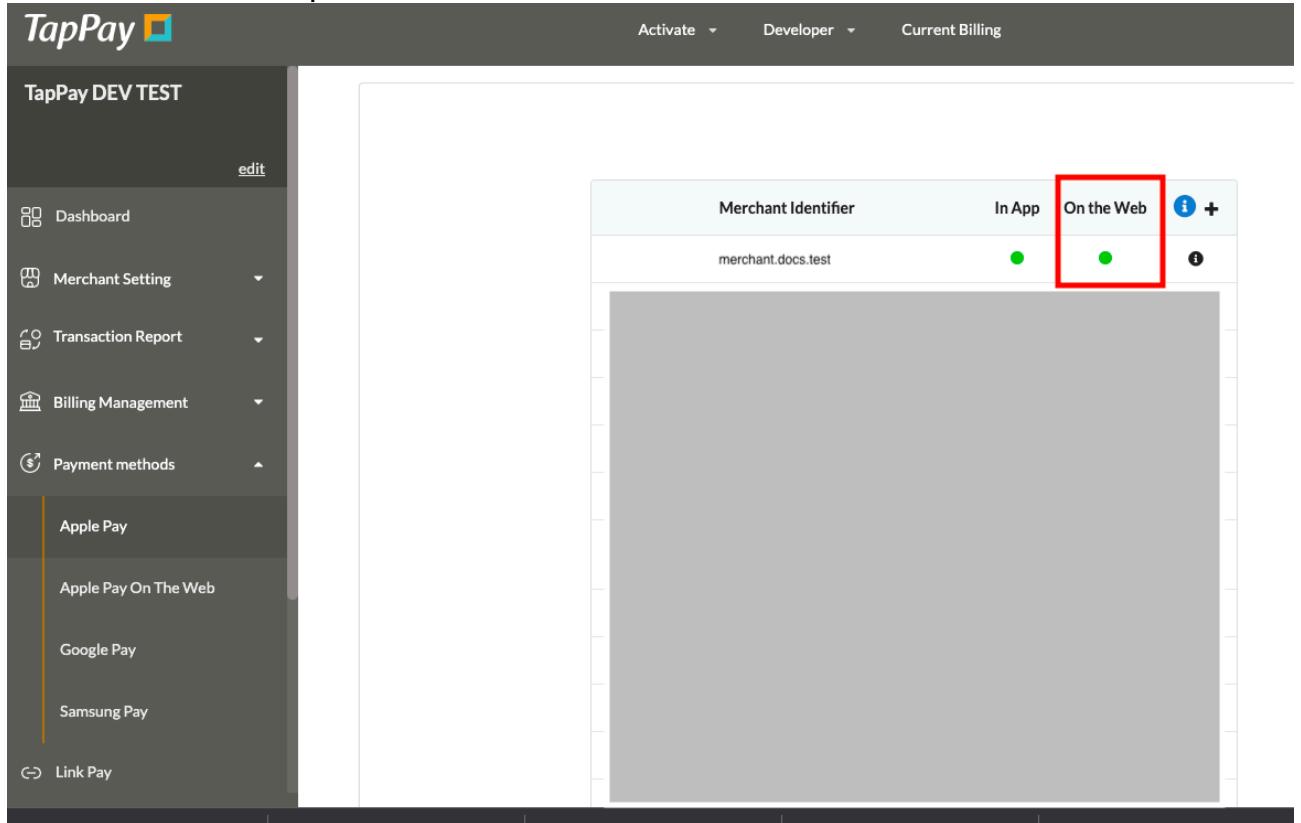 TapPay
Activate Developer Current Billing
TapPay DEV TEST
edit
Dashboard
Merchant Setting
Transaction Report
Billing Management
Payment methods
Apple Pay
Apple Pay On The Web
Google Pay
Samsung Pay
Link Pay
Merchant Identifier In App On the Web
merchant.docs.test